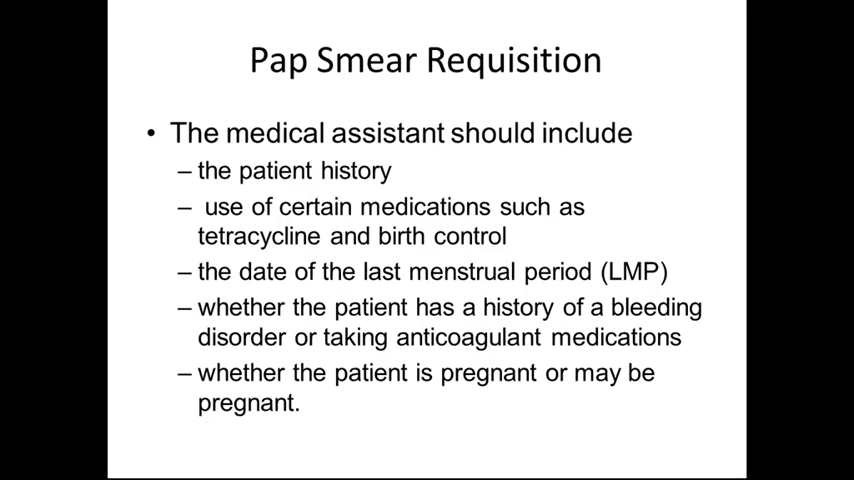 Pap Smear Requisition
• The medical assistant should include
– the patient history
– use of certain medications such as
tetracycline and birth control
– the date of the last menstrual period (LMP)
– whether the patient has a history of a bleeding
disorder or taking anticoagulant medications
– whether the patient is pregnant or may be
pregnant.